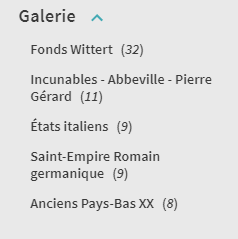 Galerie
Fonds Wittert (32)
Incunables - Abbeville - Pierre
Gérard (11)
États italiens (9)
Saint-Empire Romain
germanique (9)
Anciens Pays-Bas XX (8)